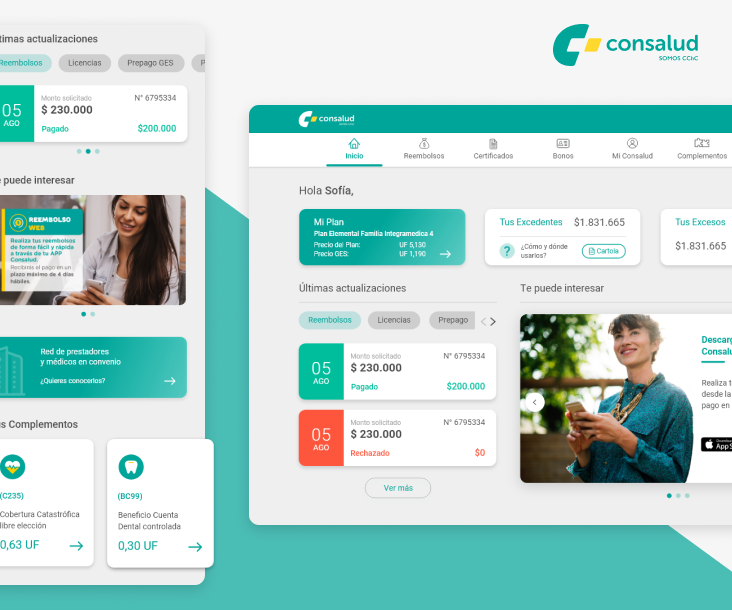 timas actualizaciones
Reembolsos
Licencias
Prepago GES
P
05
AGO
Monto solicitado
N° 6795334
$ 230.000
Pagado
$200.000
puede interesar
REEMBOLSO
WEB
Realiza tus reembolsos
de forma fácil y rápida
a través de tu APP
Consalud.
Recibirás el pago en un
plazo máximo de 4 días
hábiles.
Red de prestadores
y médicos en convenio
¿Quieres conocerlos?
us Complementos
(C235)
Cobertura Catastrófica
libre elección
0,63 UF
(BC99)
Beneficio Cuenta
Dental controlada
0,30 UF
consalud
SOMOS CChC
consalud
Inicio
Reembolsos
Certificados
Bonos
Mi Consalud
Complementos
Hola Sofía,
Mi Plan
Plan Elemental Familia Integramedica 4
Precio del Plan:
UF 5,130
Precio GES:
UF 1,190
Tus Excedentes
$1.831.665
?
¿Cómo y dónde
usarlos?
Cartola
Tus Excesos
$1.831.665
Últimas actualizaciones
Reembolsos
Licencias
Prepago
05
AGO
Monto solicitado
N° 6795334
$ 230.000
Pagado
$200.000
05
AGO
Monto solicitado
N° 6795334
$ 230.000
Rechazado
$0
Ver más
Te puede interesar
Descarg
Consalu
Realiza t
desde la
pago en
App S